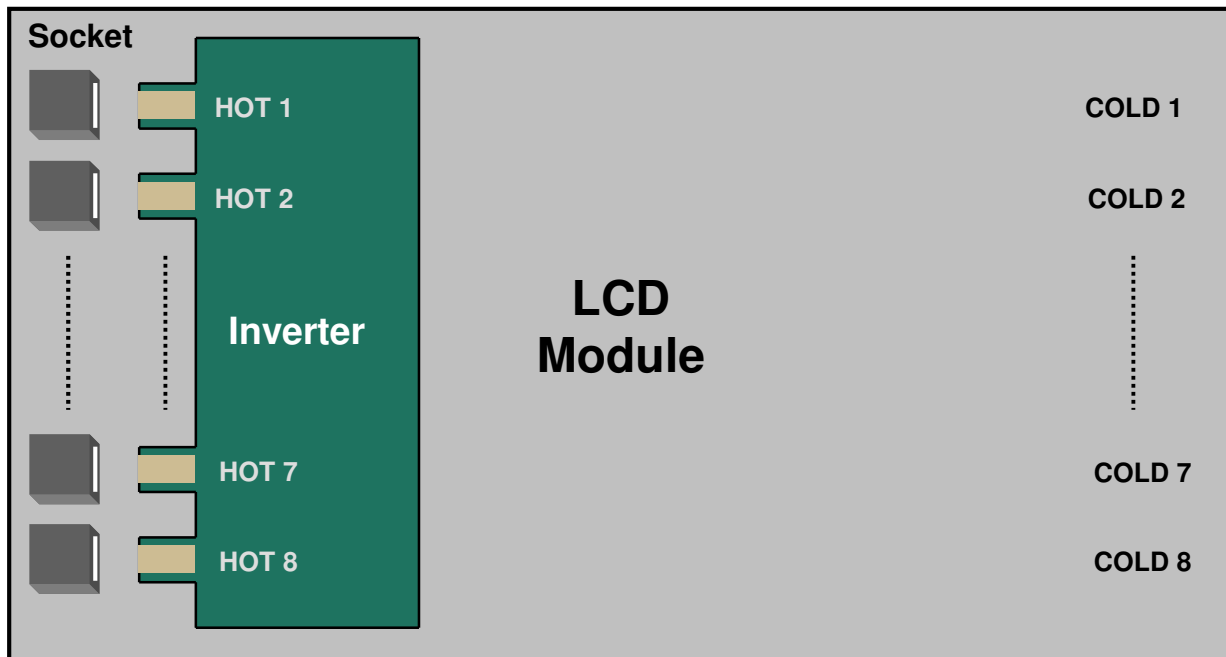 Socket
HOT 1
COLD 1
HOT 2
COLD 2
Inverter
LCD
Module
HOT 7
COLD 7
HOT 8
COLD 8